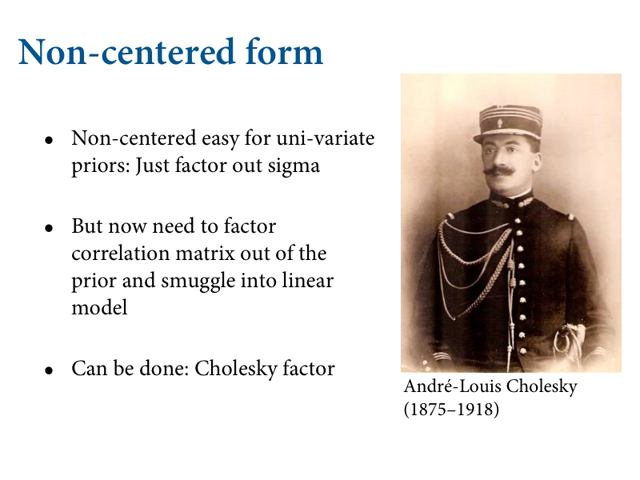 Non-centered form
• Non-centered easy for uni-variate
priors: Just factor out sigma
• But now need to factor
correlation matrix out of the
prior and smuggle into linear
model
• Can be done: Cholesky factor
André-Louis Cholesky
(1875–1918)